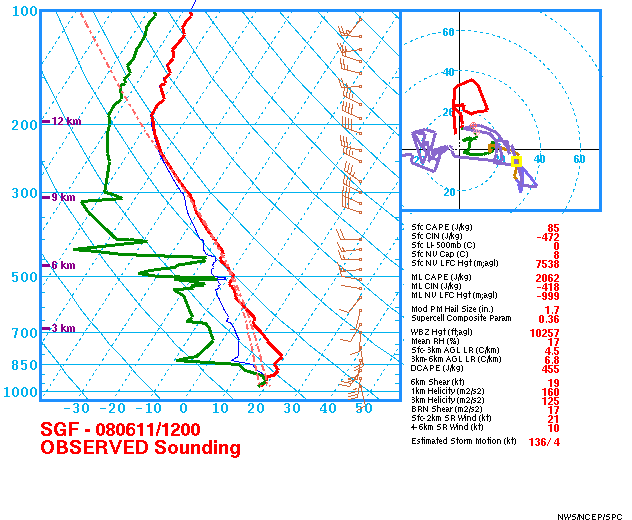 100
200
300
400
500
600
700
850
1000
12 km
9 km
6 km
3 km
-30 -20 -10 0 10 20 30 40 50
60
40
20
20
20 40 60
Sfc CAPE (J/kg) 85
Sfc CIN (J/kg) -472
Sfc LI-500mb (C) 0
Sfc NV Cap (C) 8
Sfc NV LFC Hgt (m;agl) 7538
ML CAPE (J/kg) 2062
ML CIN (J/kg) -418
ML NV LFC Hgt (m;agl) -999
Mod PM Hail Size (in.) 1.7
Supercell Composite Param 0.36
WBZ Hgt (ft;agl) 10257
Mean RH (%) 17
Sfc-3km AGL LR (C/km) 4.5
3km-6km AGL LR (C/km) 6.8
DCAPE (J/kg) 455
6km Shear (kt) 19
1km Helicity (m2/s2) 160
3km Helicity (m2/s2) 125
BRN Shear (m2/s2) 17
Sfc-2km SR Wind (kt) 21
4-6km SR Wind (kt) 10
Estimated Storm Motion (kt) 136/ 4
SGF - 080611/1200
OBSERVED Sounding
NWS/NCEP/SPC